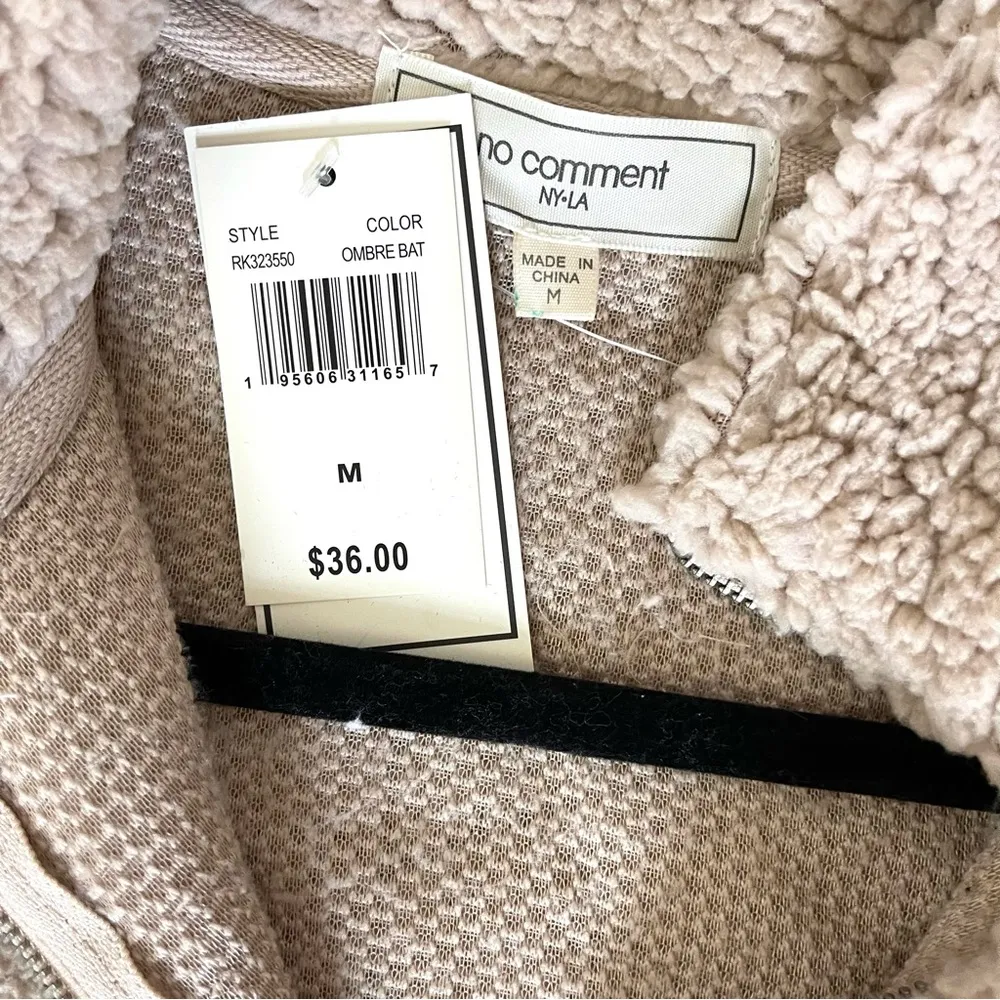 no comment
NY•LA
MADE IN
CHINA
M
STYLE COLOR
RK323550 OMBRE BAT
1 95606 31165 7
M
$36.00